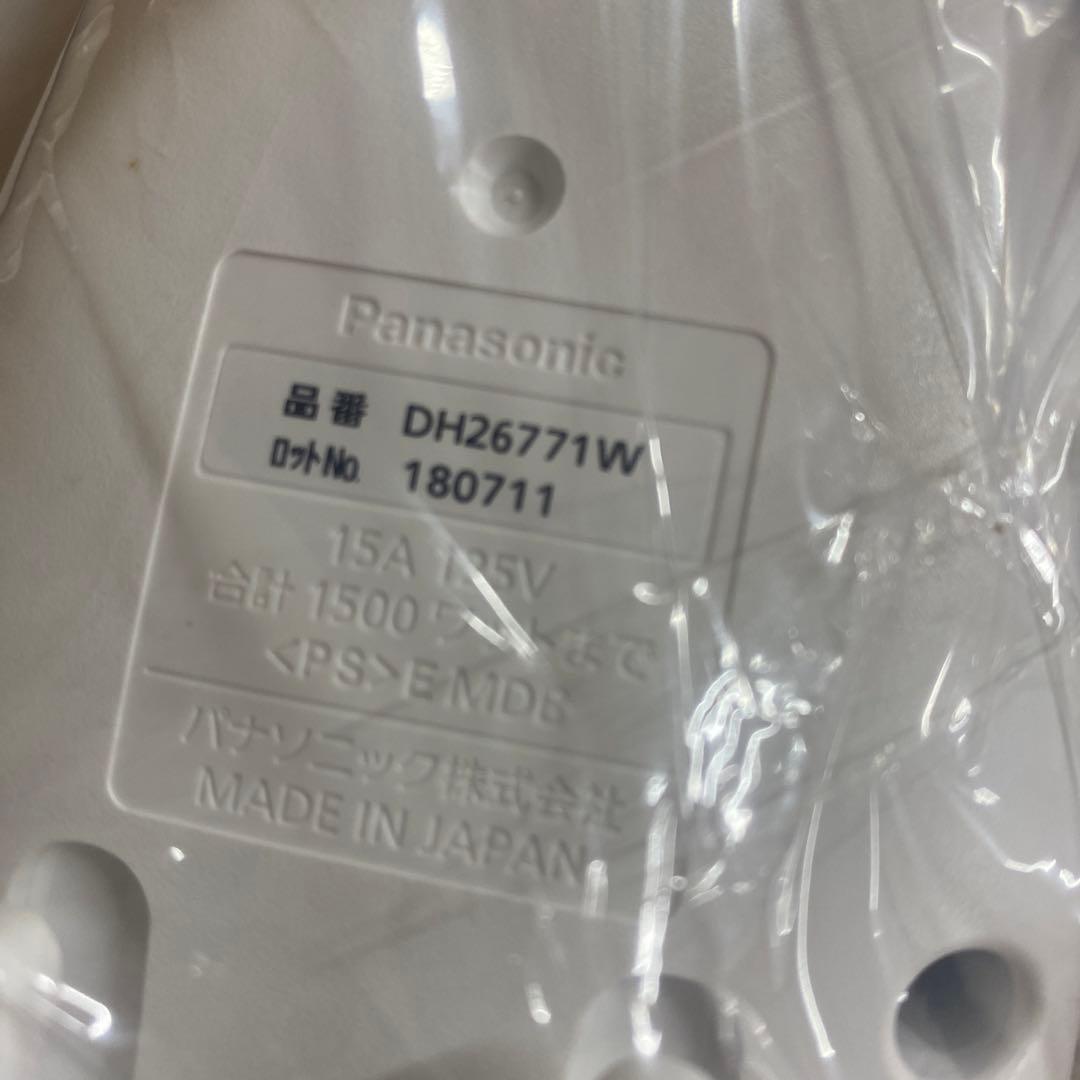 Panasonic
品番 DH26771W
ロットNo. 180711
15A 125V
合計 1500 ワットまで
<PS>E MDB
パナソニック株式会社
MADE IN JAPAN